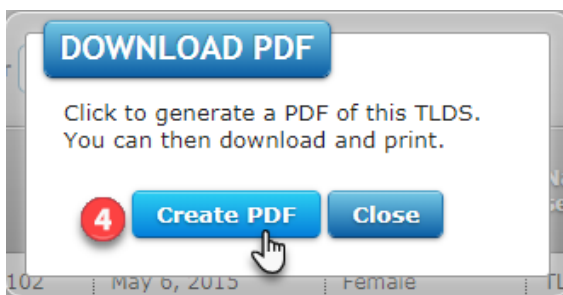 DOWNLOAD PDF
Click to generate a PDF of this TLDS.
You can then download and print.
4 Create PDF Close
102 May 6, 2015 Female